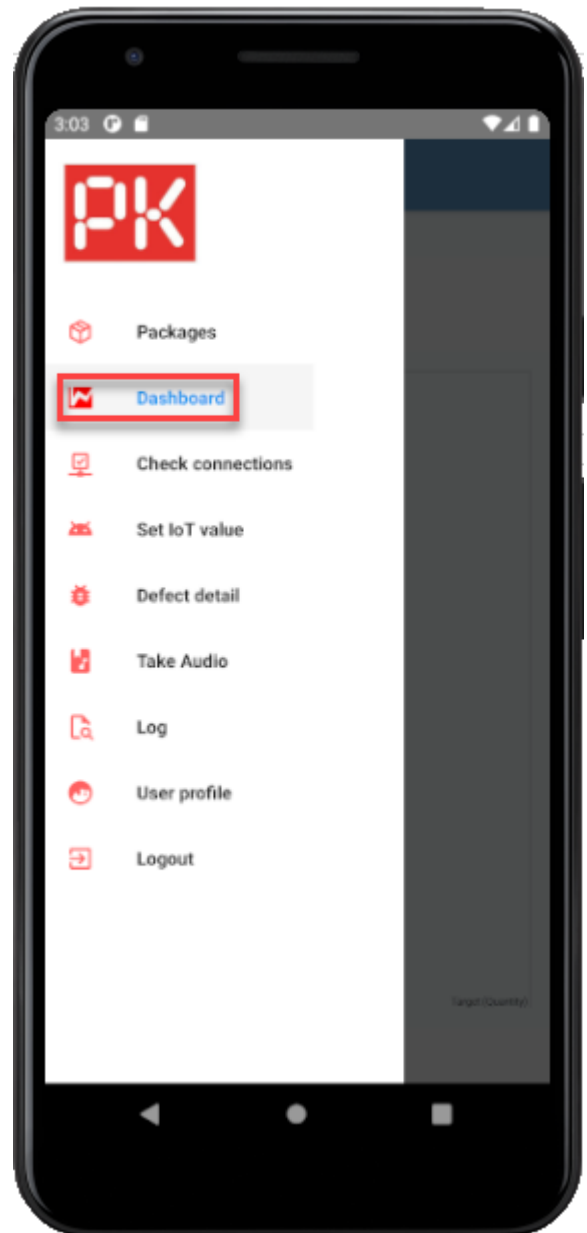 3:03
PK
Packages
Dashboard
Check connections
Set IoT value
Defect detail
Take Audio
Log
User profile
Logout
Target (Quantity)